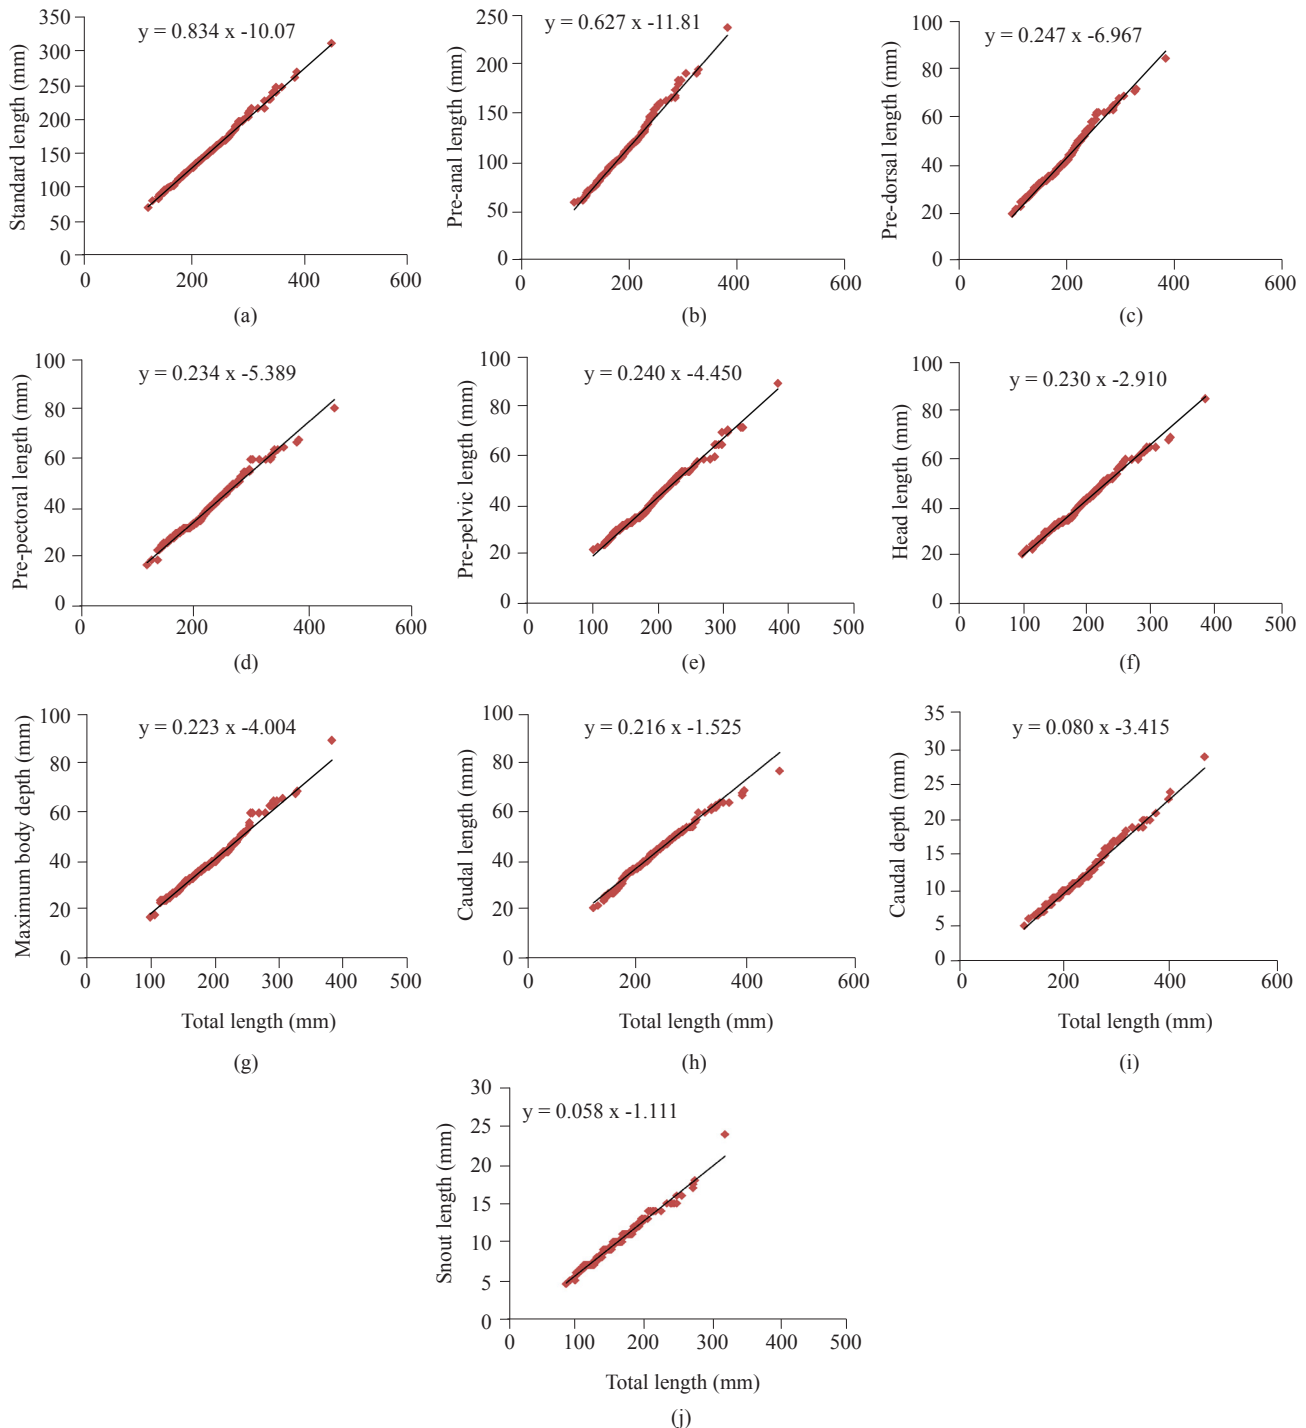 y = 0.834 x -10.07
Standard length (mm)
350
300
250
200
150
100
50
0
0 200 400 600
(a)
y = 0.627 x -11.81
Pre-anal length (mm)
250
200
150
100
50
0
0 200 400 600
(b)
y = 0.247 x -6.967
Pre-dorsal length (mm)
100
80
60
40
20
0
0 200 400 600
(c)
y = 0.234 x -5.389
Pre-pectoral length (mm)
100
80
60
40
20
0
0 200 400 600
(d)
y = 0.240 x -4.450
Pre-pelvic length (mm)
100
80
60
40
20
0
0 100 200 300 400 500
(e)
y = 0.230 x -2.910
Head length (mm)
100
80
60
40
20
0
0 100 200 300 400 500
(f)
y = 0.223 x -4.004
Maximum body depth (mm)
100
80
60
40
20
0
0 100 200 300 400 500
Total length (mm)
(g)
y = 0.216 x -1.525
Caudal length (mm)
100
80
60
40
20
0
0 200 400 600
Total length (mm)
(h)
y = 0.080 x -3.415
Caudal depth (mm)
35
30
25
20
15
10
5
0
0 200 400 600
Total length (mm)
(i)
y = 0.058 x -1.111
Snout length (mm)
30
25
20
15
10
5
0
0 100 200 300 400 500
Total length (mm)
(j)